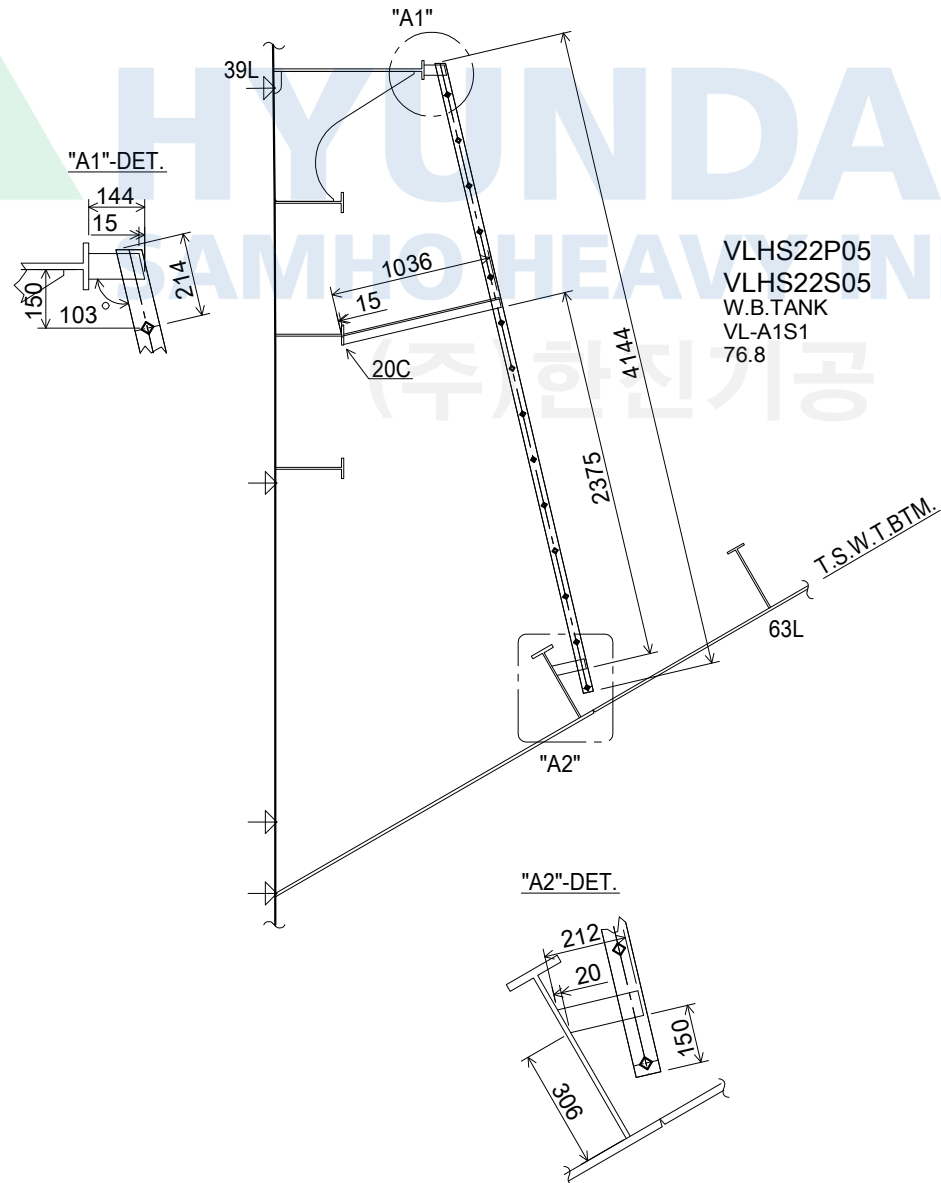 "A1"
HYUNDA
39L
"A1"-DET.
144
15
214
150
103°
SAMHO HEAVY IN
1036
15
20C
VLHS22P05
VLHS22S05
W.B.TANK
VL-A1S1
76.8
(주)한진기공
4144
2375
T.S.W.T.BTM.
63L
"A2"
"A2"-DET.
212
20
150
306